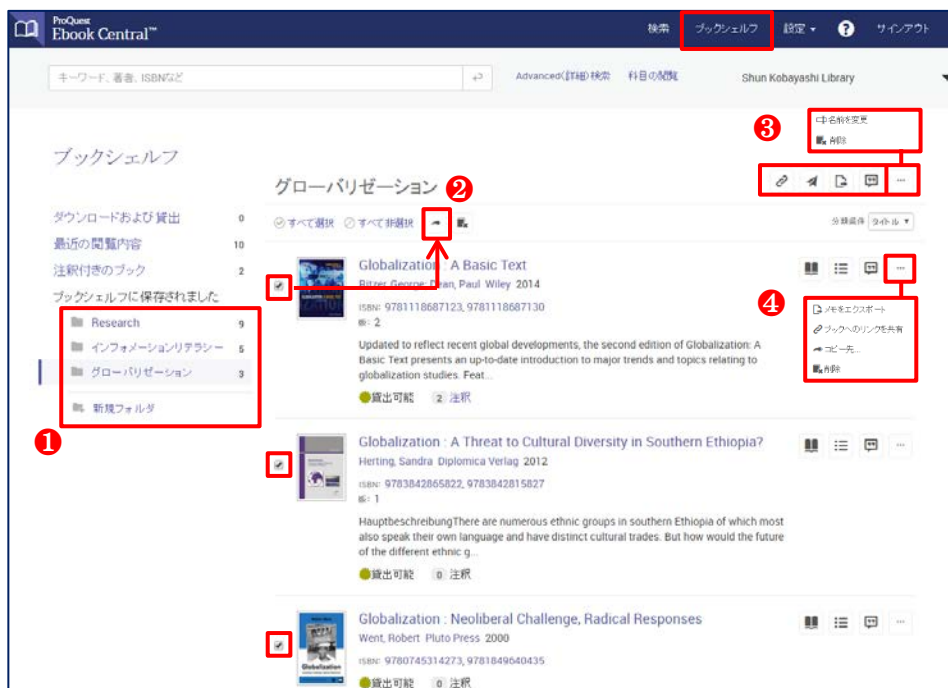 ProQuest
Ebook Central™
検索 ブックシェルフ 設定 ? サインアウト
キーワード、著者、ISBNなど
Advanced(詳細)検索 科目の閲覧 Shun Kobayashi Library
❸
名前を変更
削除
ブックシェルフ
グローバリゼーション ❷
ダウンロードおよび貸出 0
最近の閲覧内容 10
注釈付きのブック 2
ブックシェルフに保存されました
Research 9
インフォメーションリテラシー 5
グローバリゼーション 3
新規フォルダ
❶
すべて選択 すべて非選択
分類条件 タイトル
Globalization : A Basic Text
Ritzer, George; Dean, Paul Wiley 2014
ISBN: 9781118687123, 9781118687130
版: 2
Updated to reflect recent global developments, the second edition of Globalization: A
Basic Text presents an up-to-date introduction to major trends and topics relating to
globalization studies. Feat...
貸出可能 2 注釈
❹
メモをエクスポート
ブックへのリンクを共有
コピー先...
削除
Globalization : A Threat to Cultural Diversity in Southern Ethiopia?
Herting, Sandra Diplomica Verlag 2012
ISBN: 9783842865822, 9783842815827
版: 1
HauptbeschreibungThere are numerous ethnic groups in southern Ethiopia of which most
also speak their own language and have distinct cultural trades. But how would the future
of the different ethnic g...
貸出可能 0 注釈
Globalization : Neoliberal Challenge, Radical Responses
Went, Robert Pluto Press 2000
ISBN: 9780745314273, 9781849640435
貸出可能 0 注釈